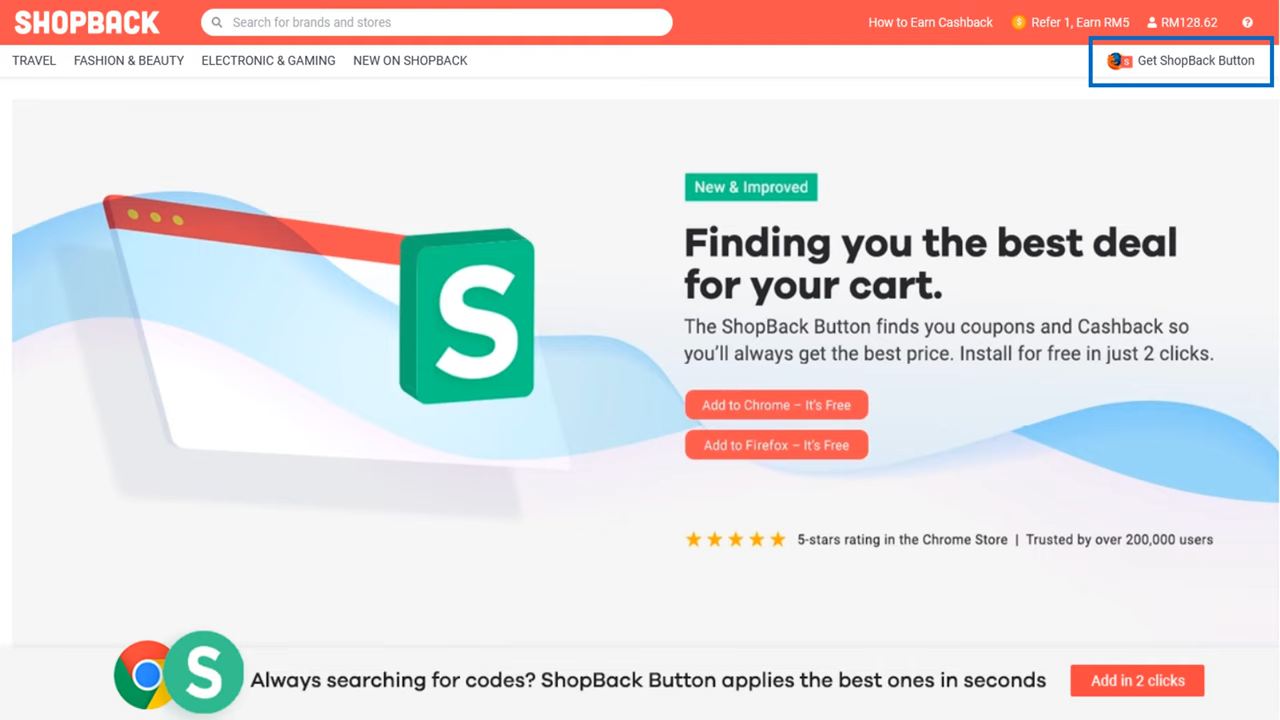 SHOPBACK
Search for brands and stores
How to Earn Cashback
$ Refer 1, Earn RM5
RM128.62
?
TRAVEL
FASHION & BEAUTY
ELECTRONIC & GAMING
NEW ON SHOPBACK
S
Get ShopBack Button
New & Improved
Finding you the best deal
for your cart.
S
The ShopBack Button finds you coupons and Cashback so
you'll always get the best price. Install for free in just 2 clicks.
Add to Chrome – It's Free
Add to Firefox – It's Free
5-stars rating in the Chrome Store | Trusted by over 200,000 users
S
Always searching for codes? ShopBack Button applies the best ones in seconds
Add in 2 clicks